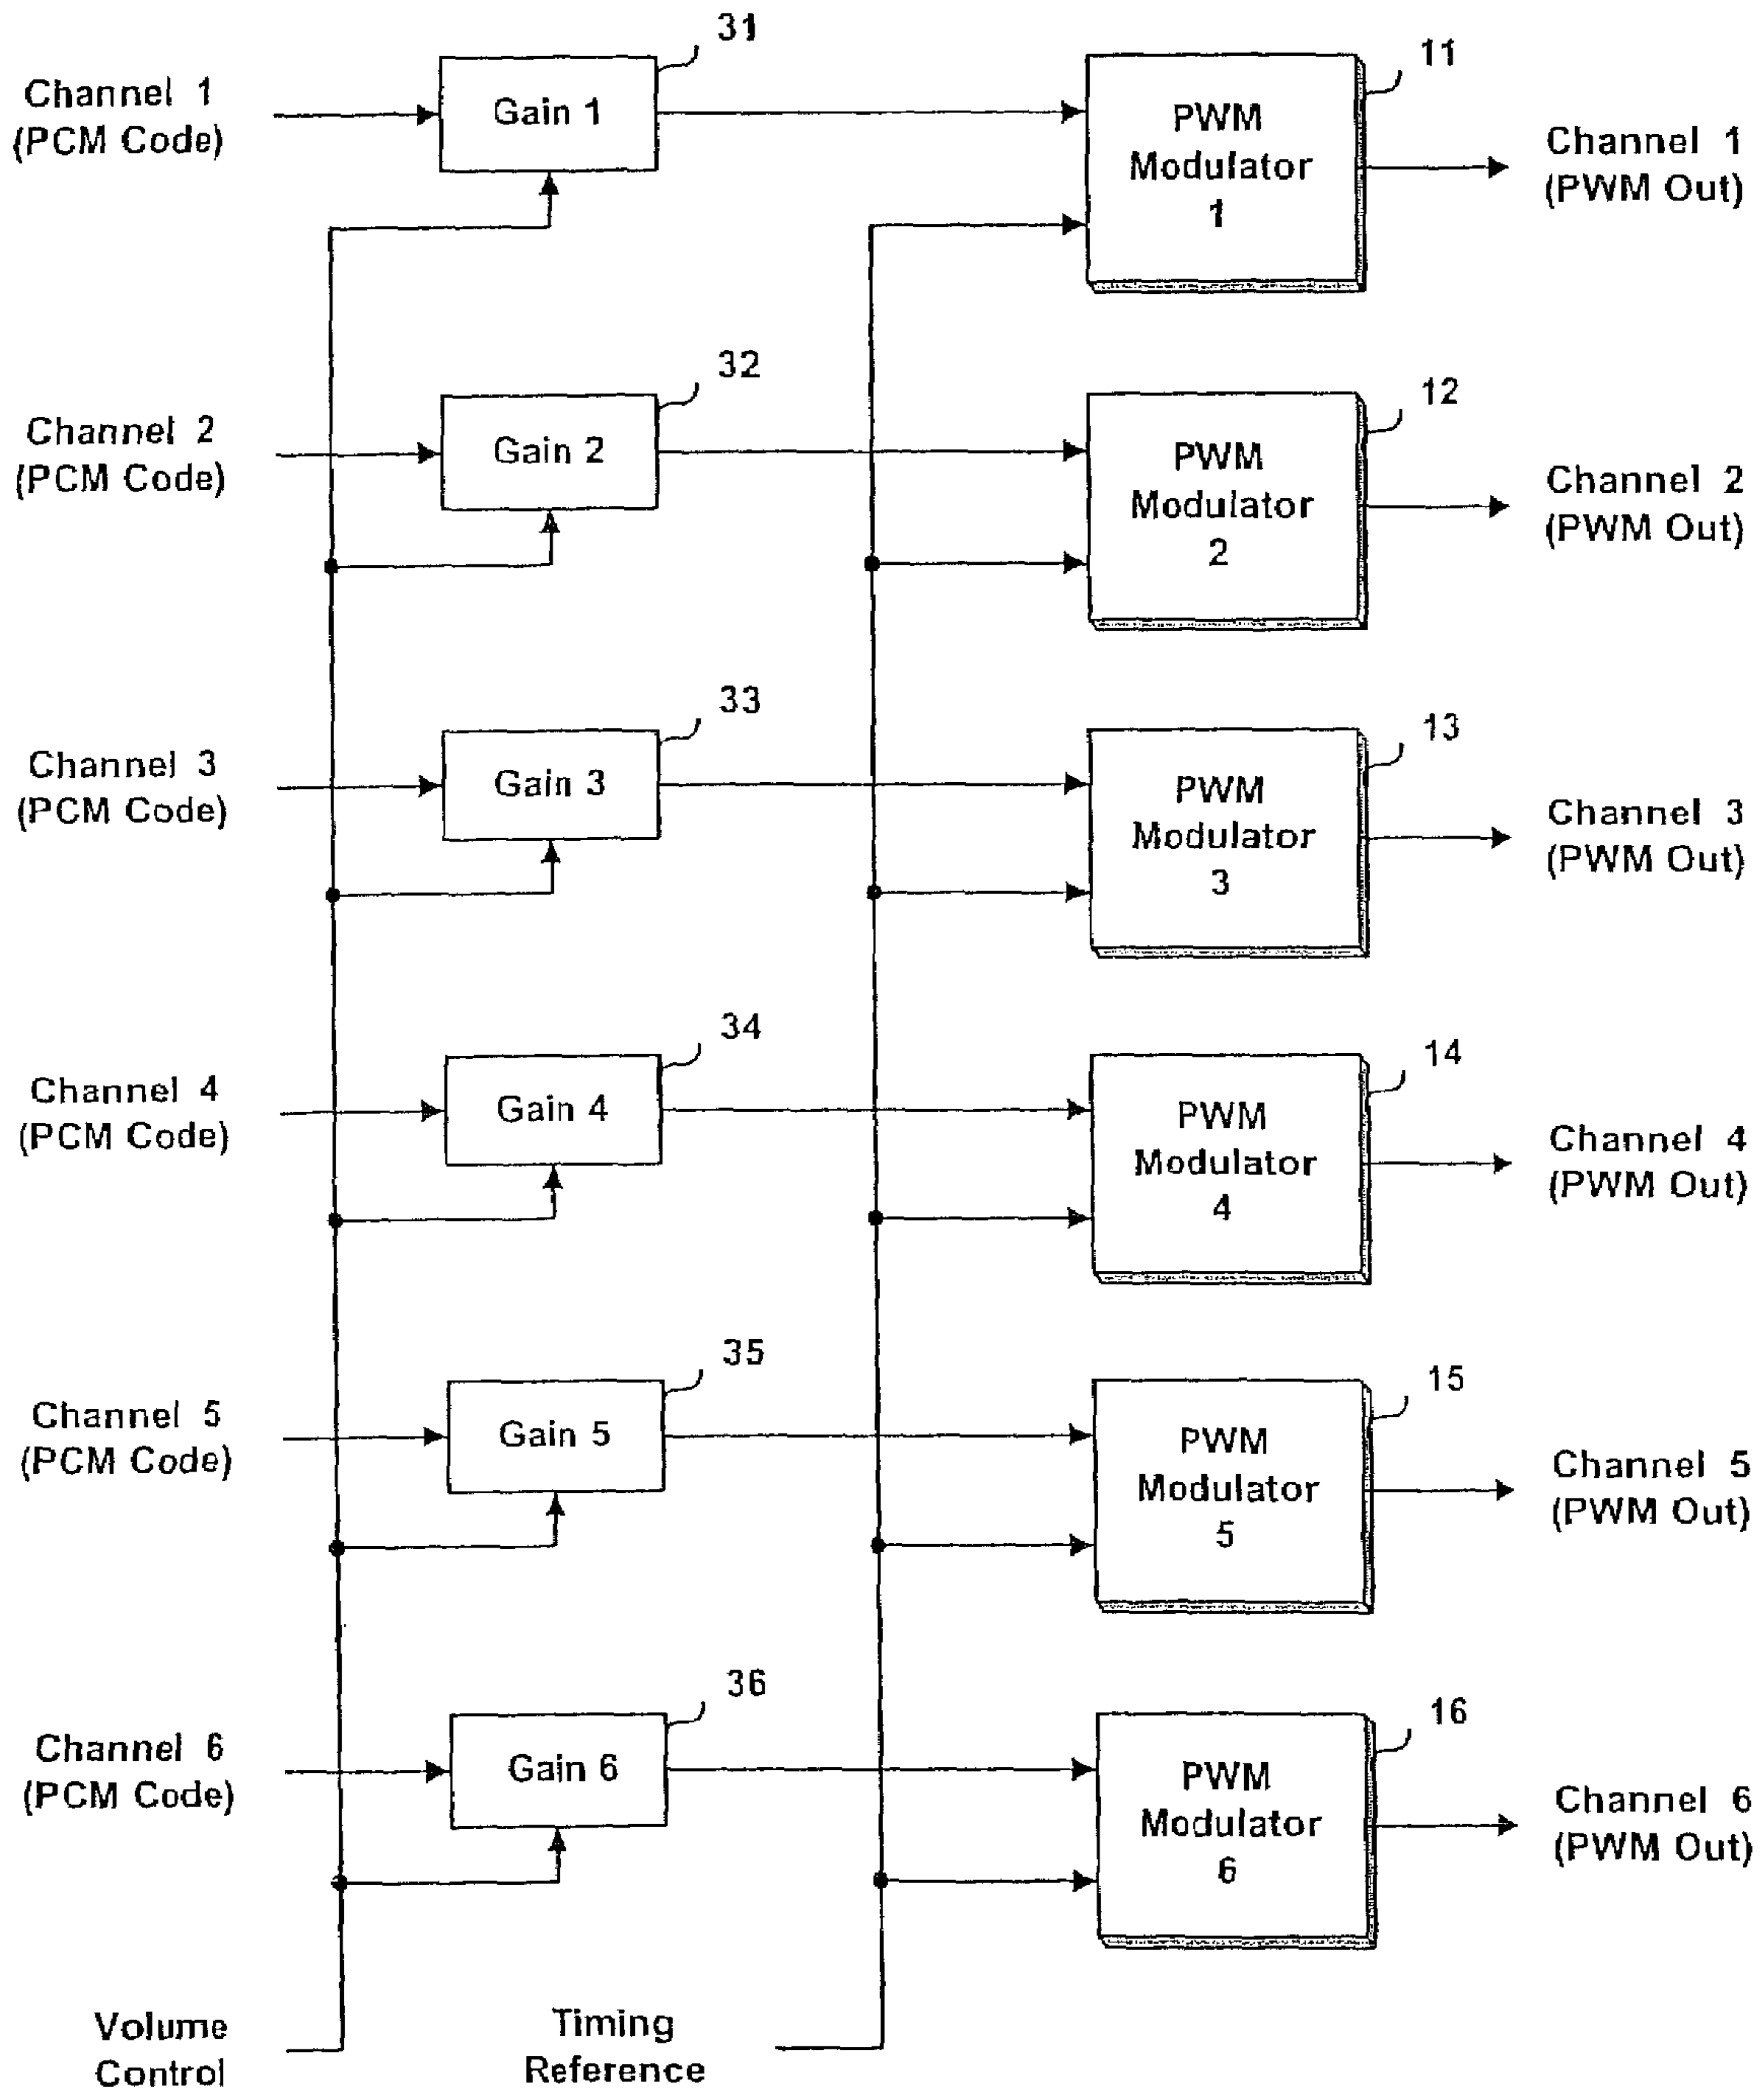 31
Channel 1
(PCM Code)
Gain 1
11
PWM
Modulator
1
Channel 1
(PWM Out)
32
Channel 2
(PCM Code)
Gain 2
12
PWM
Modulator
2
Channel 2
(PWM Out)
33
Channel 3
(PCM Code)
Gain 3
13
PWM
Modulator
3
Channel 3
(PWM Out)
34
Channel 4
(PCM Code)
Gain 4
14
PWM
Modulator
4
Channel 4
(PWM Out)
35
Channel 5
(PCM Code)
Gain 5
15
PWM
Modulator
5
Channel 5
(PWM Out)
36
Channel 6
(PCM Code)
Gain 6
16
PWM
Modulator
6
Channel 6
(PWM Out)
Volume
Control
Timing
Reference